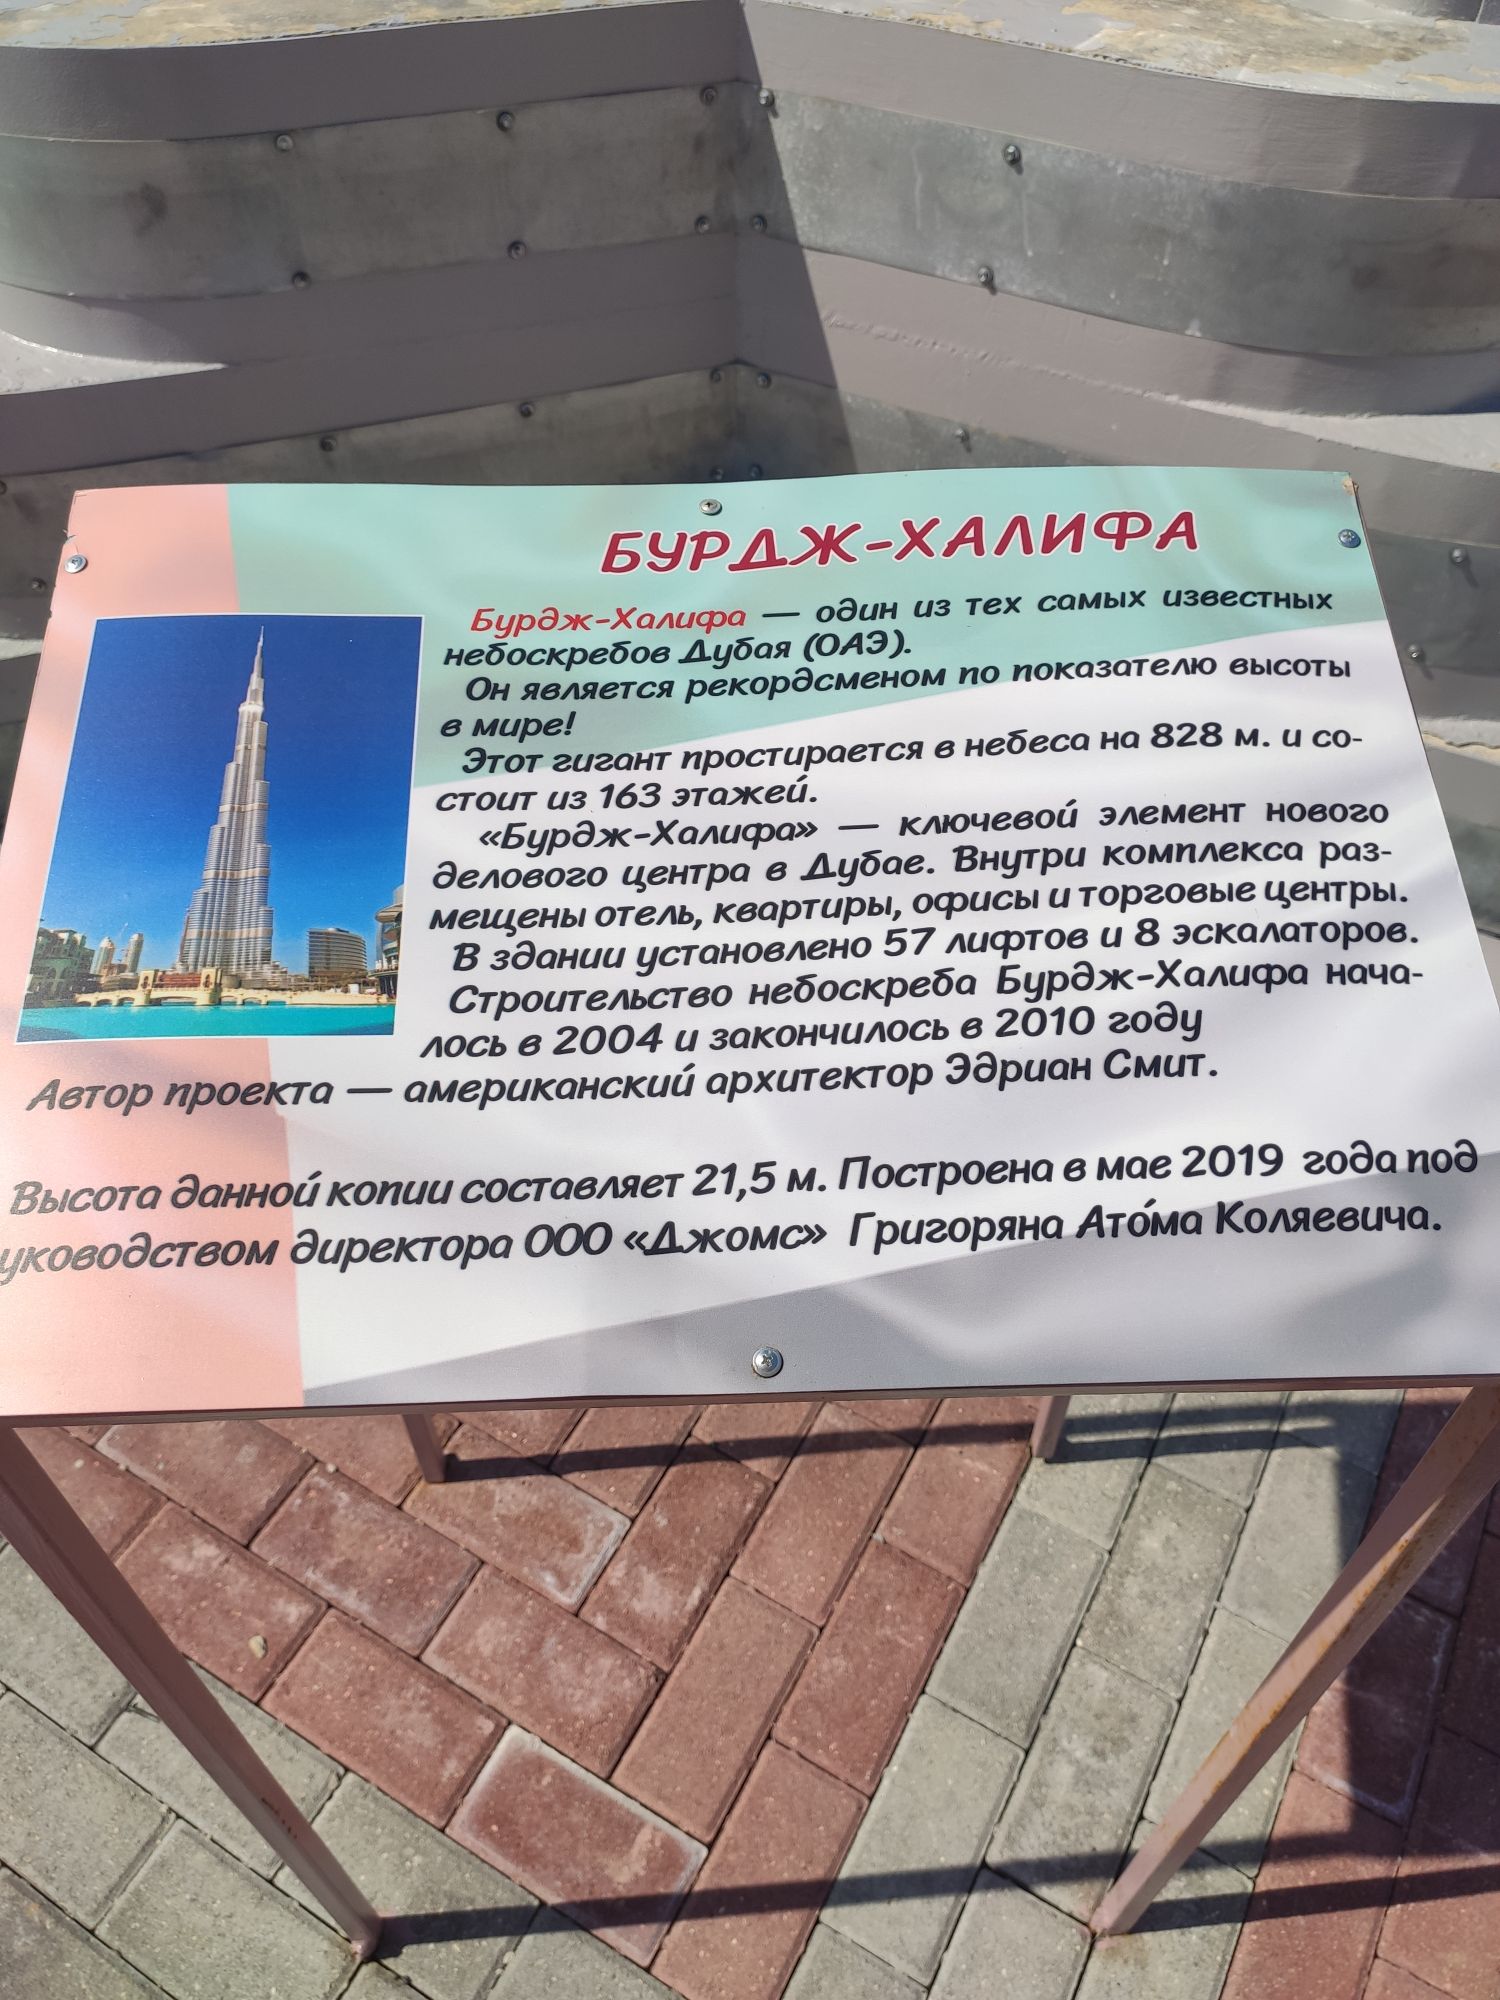 БУРДЖ-ХАЛИФА
Бурдж-Халифа — один из тех самых известных
небоскребов Дубая (ОАЭ).
Он является рекордсменом по показателю высоты
в мире!
Этот гигант простирается в небеса на 828 м. и со-
стоит из 163 этажей.
«Бурдж-Халифа» — ключевой элемент нового
делового центра в Дубае. Внутри комплекса раз-
мещены отель, квартиры, офисы и торговые центры.
В здании установлено 57 лифтов и 8 эскалаторов.
Строительство небоскреба Бурдж-Халифа нача-
лось в 2004 и закончилось в 2010 году
Автор проекта — американский архитектор Эдриан Смит.
Высота данной копии составляет 21,5 м. Построена в мае 2019 года под
уководством директора ООО «Джомс» Григоряна Ато́ма Коляевича.